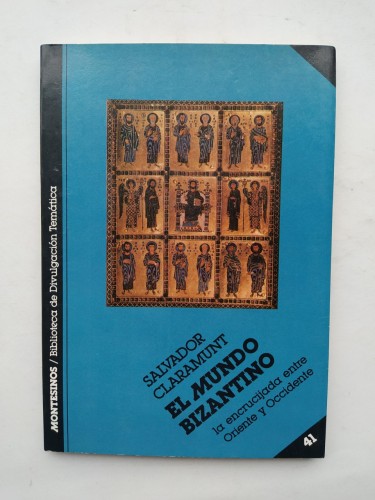 MONTESINOS / Biblioteca de Divulgación Temática
SALVADOR
CLARAMUNT
EL MUNDO
BIZANTINO
la encrucijada entre
Oriente y Occidente
41